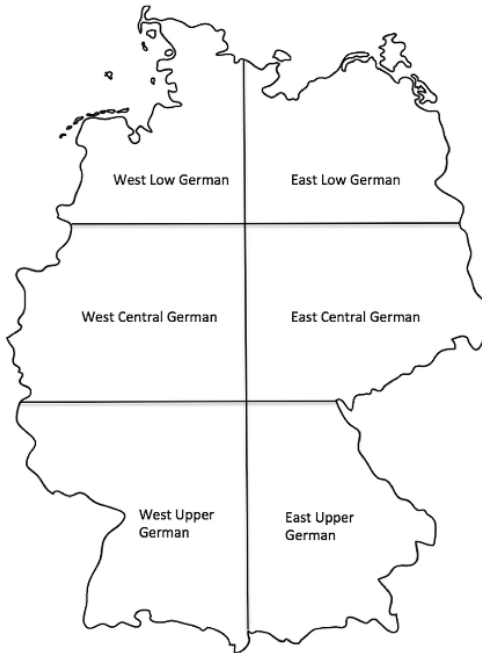 West Low German
East Low German
West Central German
East Central German
West Upper
German
East Upper
German